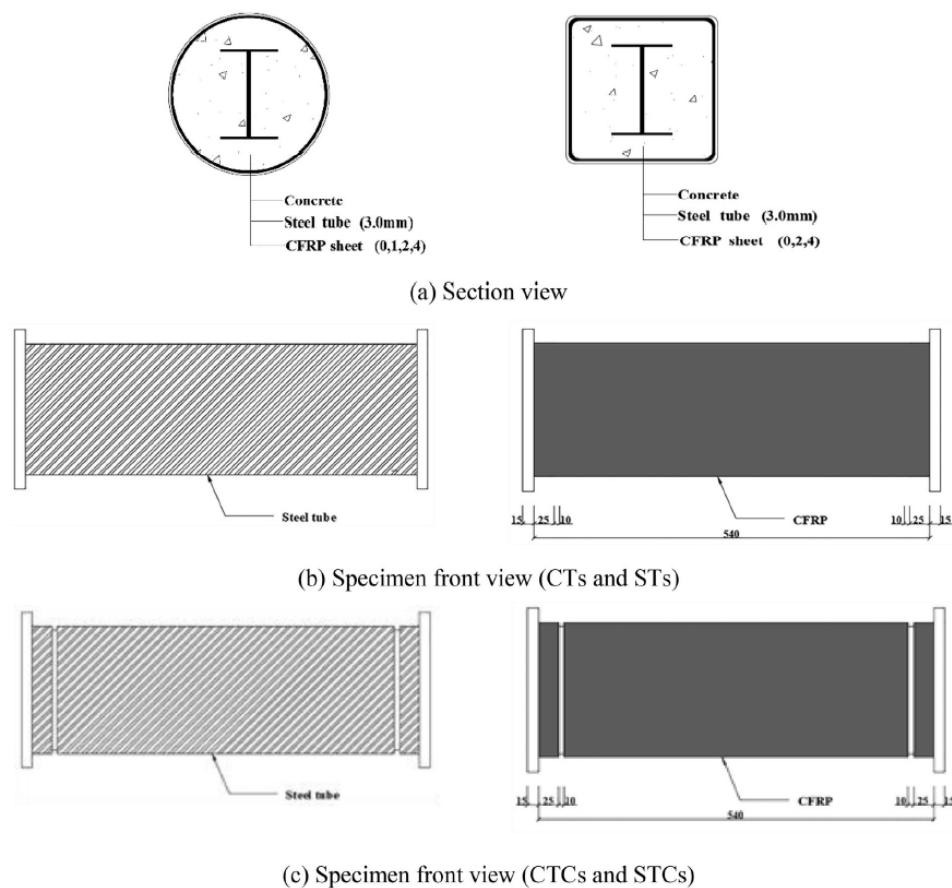 Concrete
Steel tube (3.0mm)
CFRP sheet (0,1,2,4)
Concrete
Steel tube (3.0mm)
CFRP sheet (0,2,4)
(a) Section view
Steel tube
15 25 10
CFRP
10 25 15
540
(b) Specimen front view (CTs and STs)
Steel tube
15 25 10
CFRP
10 25 15
540
(c) Specimen front view (CTCs and STCs)